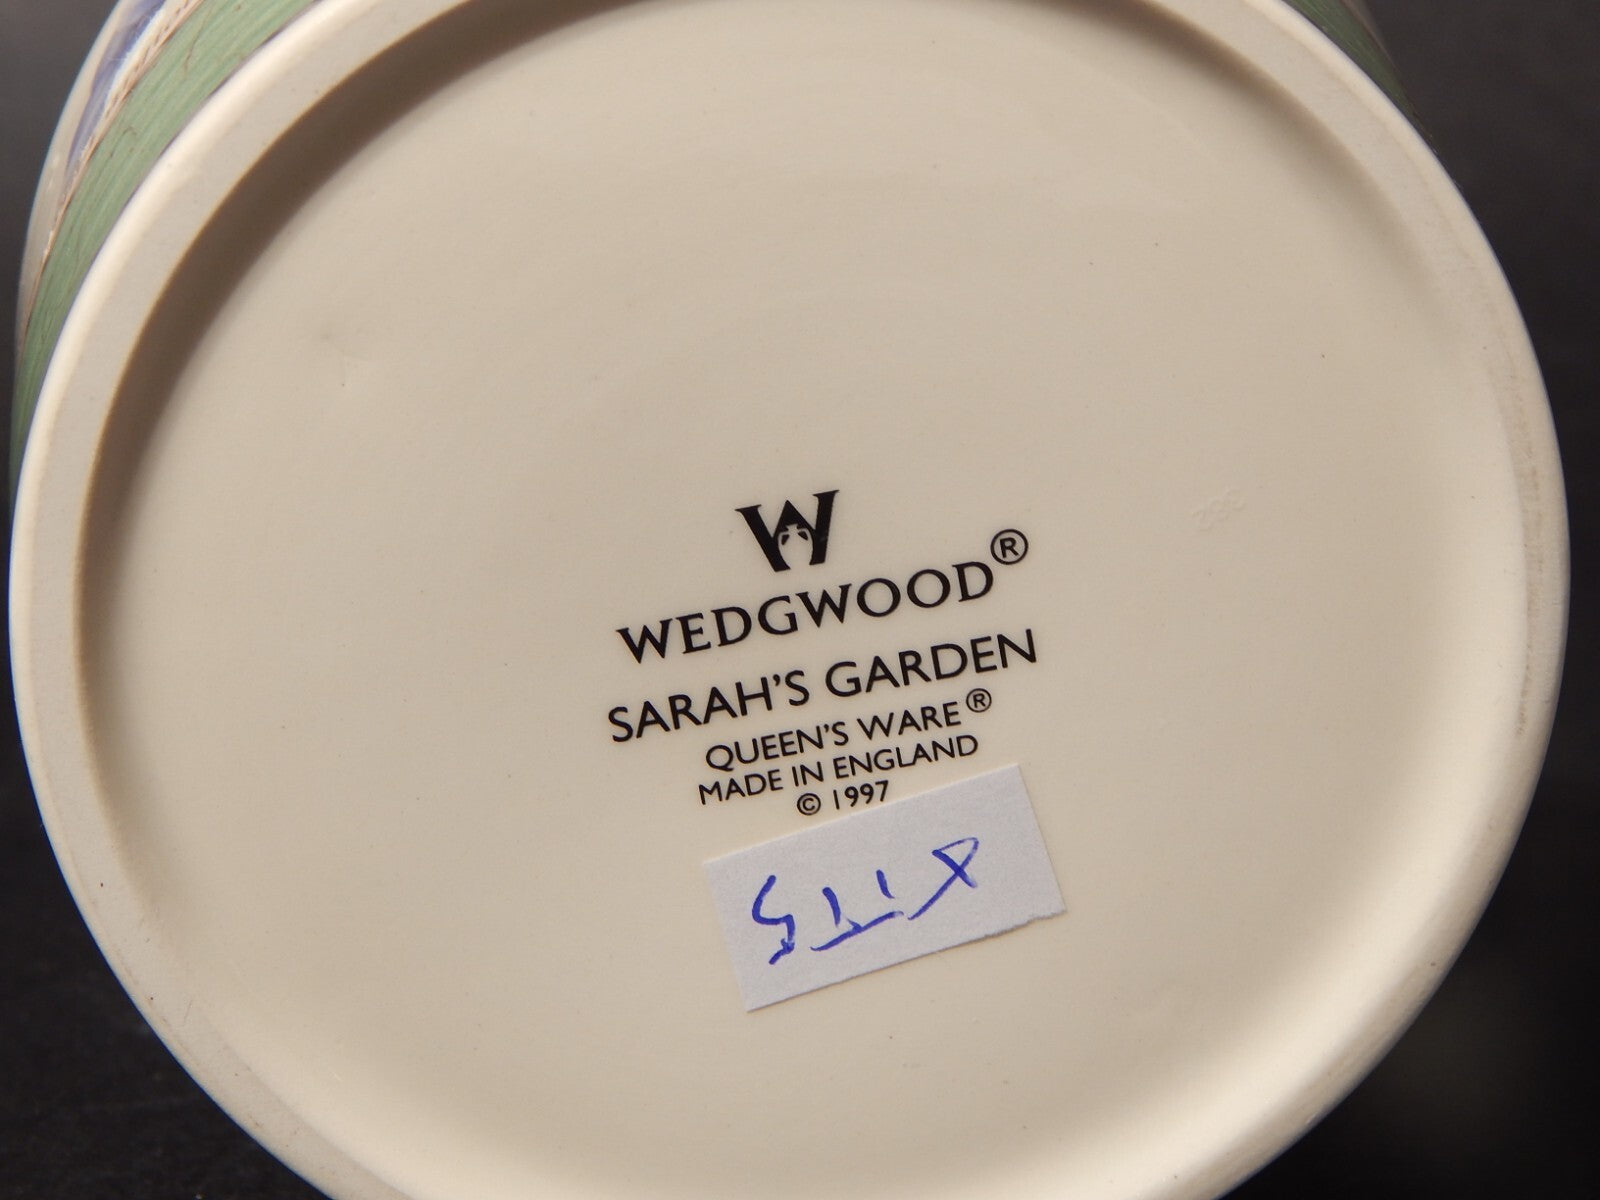 W
WEDGWOOD®
SARAH'S GARDEN
QUEEN'S WARE®
MADE IN ENGLAND
© 1997